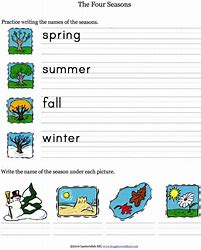 The Four Seasons
Practice writing the names of the seasons.
spring
summer
fall
winter
Write the name of the season under each picture.